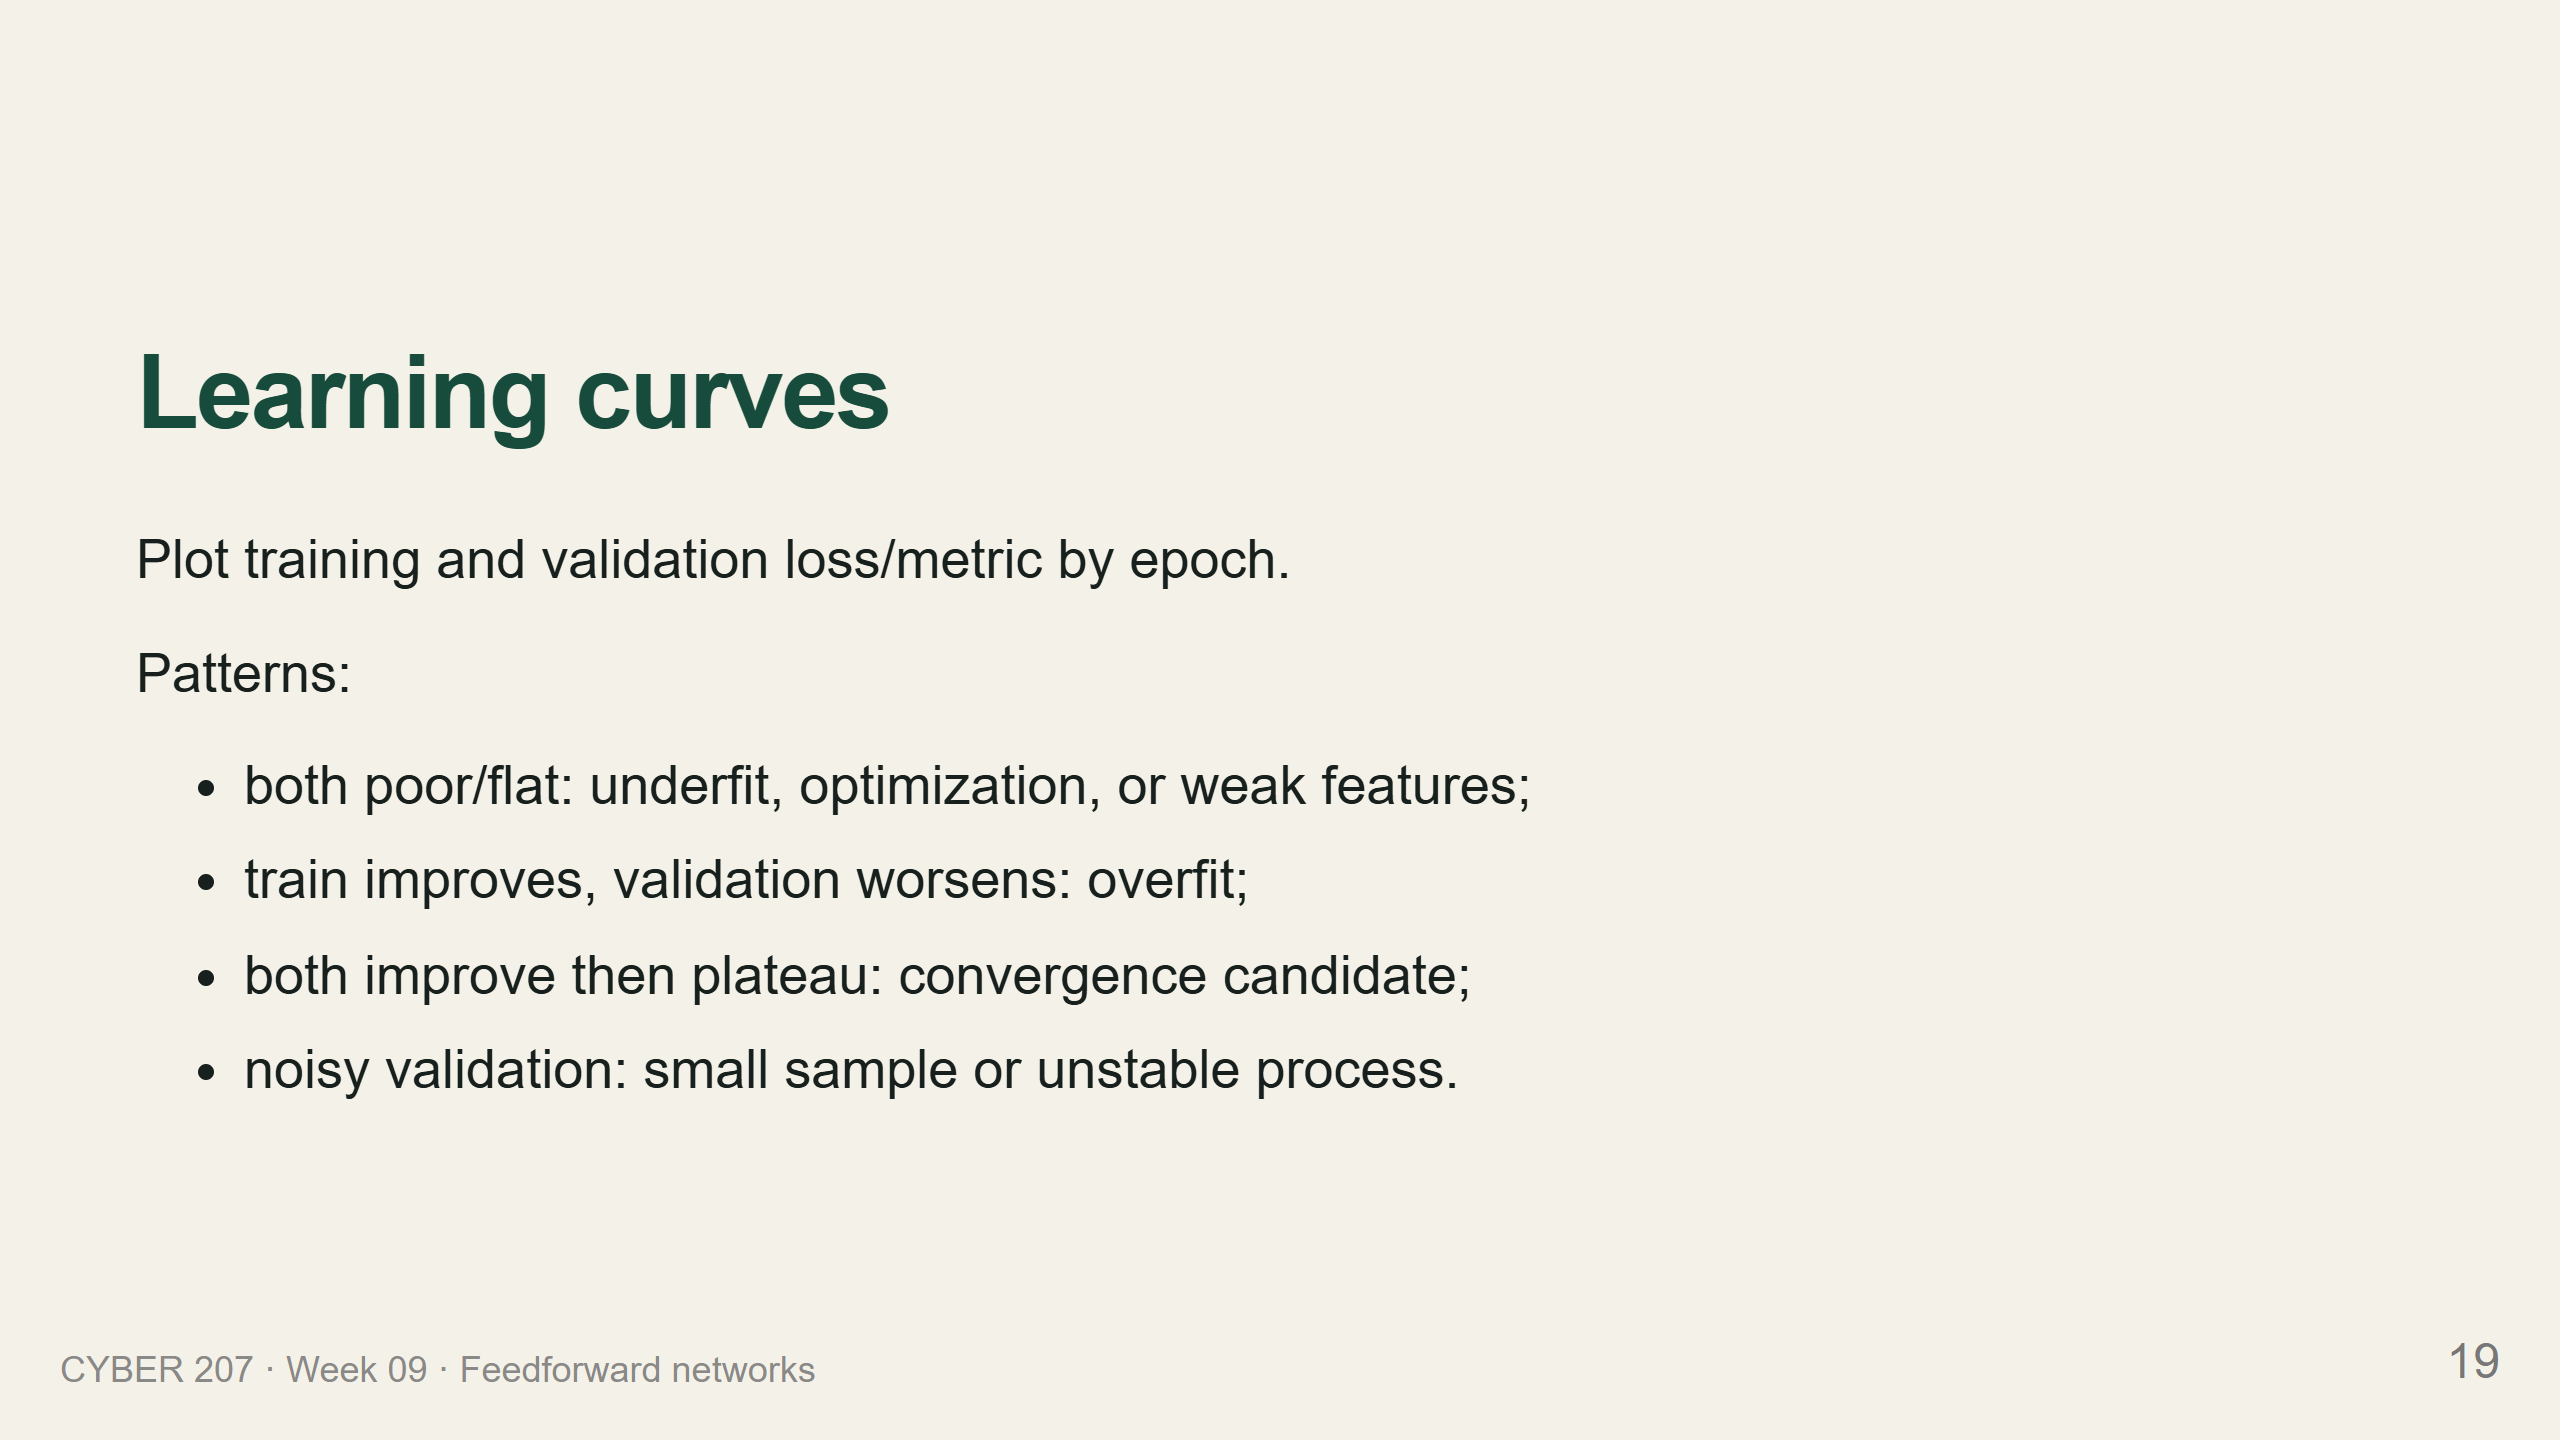 Learning curves
Plot training and validation loss/metric by epoch.
Patterns:
• both poor/flat: underfit, optimization, or weak features;
• train improves, validation worsens: overfit;
• both improve then plateau: convergence candidate;
• noisy validation: small sample or unstable process.
CYBER 207 · Week 09 · Feedforward networks
19